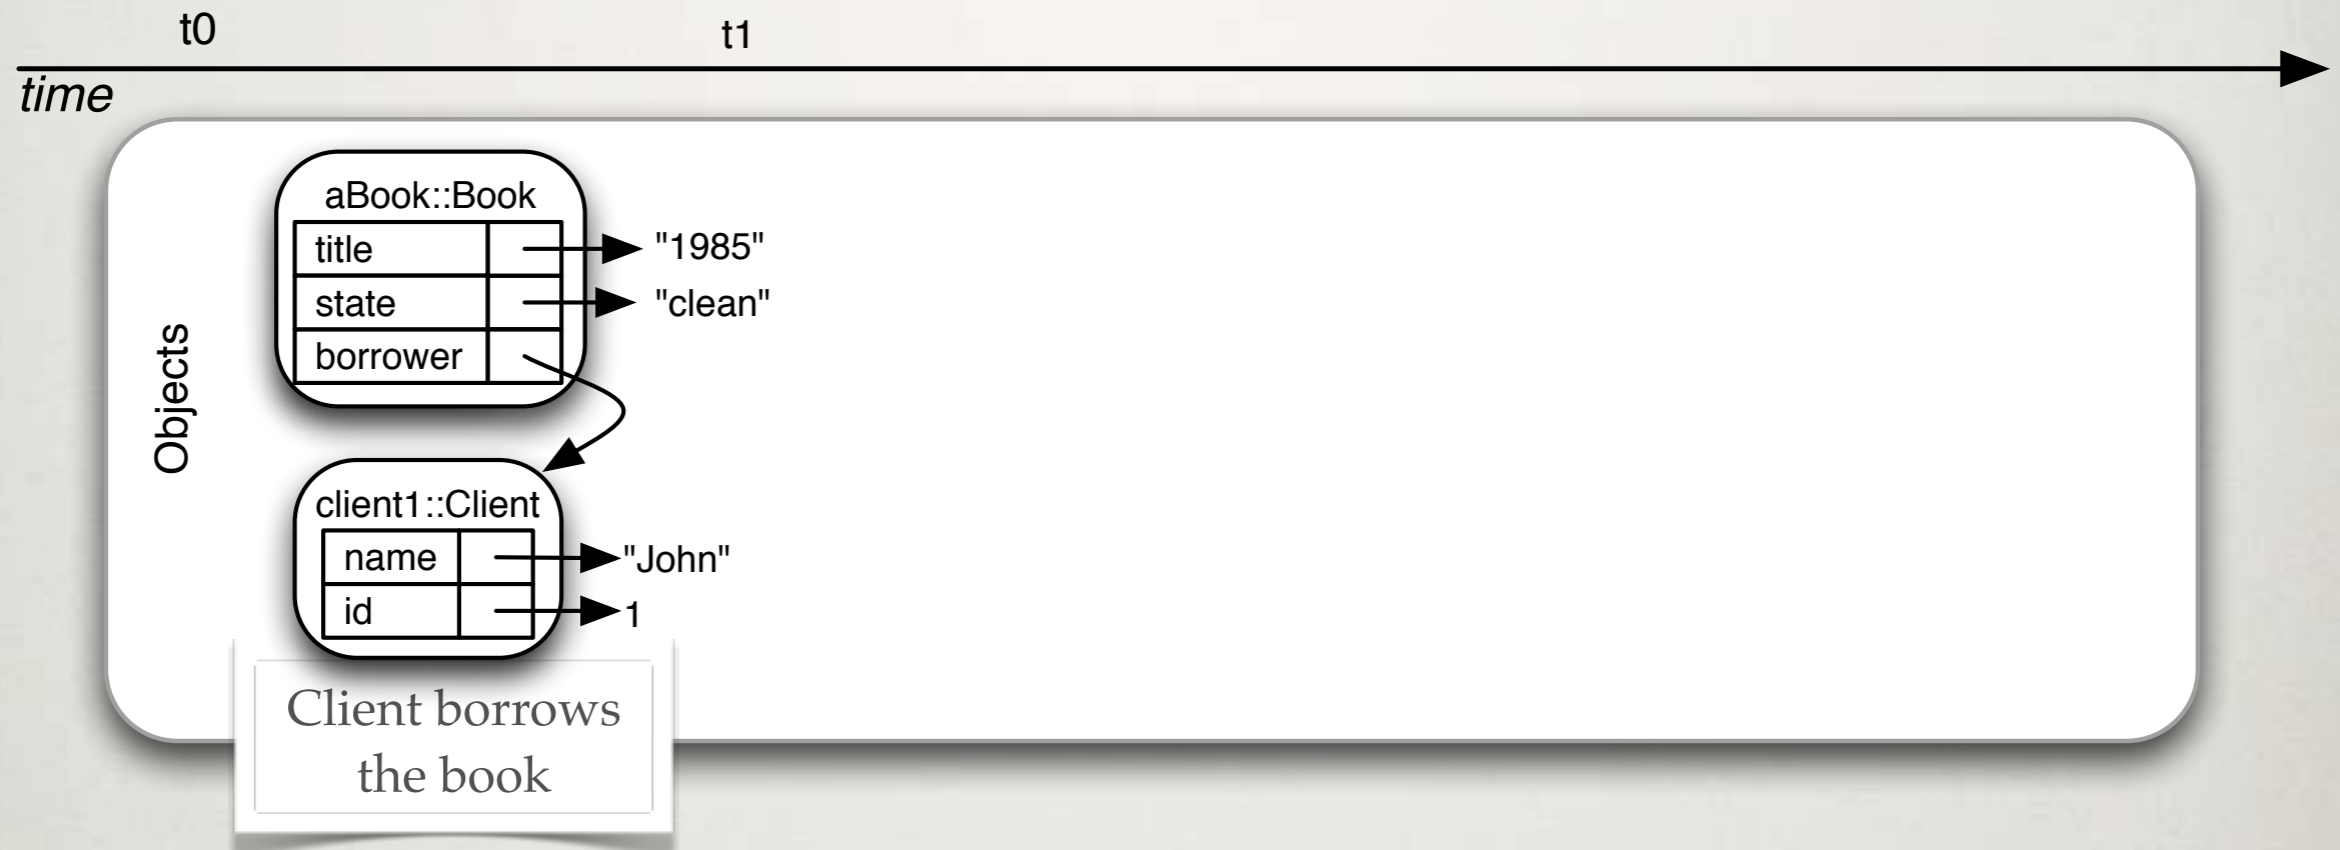 t0
t1
time
Objects
aBook::Book
title
"1985"
state
"clean"
borrower
client1::Client
name
"John"
id
1
Client borrows
the book